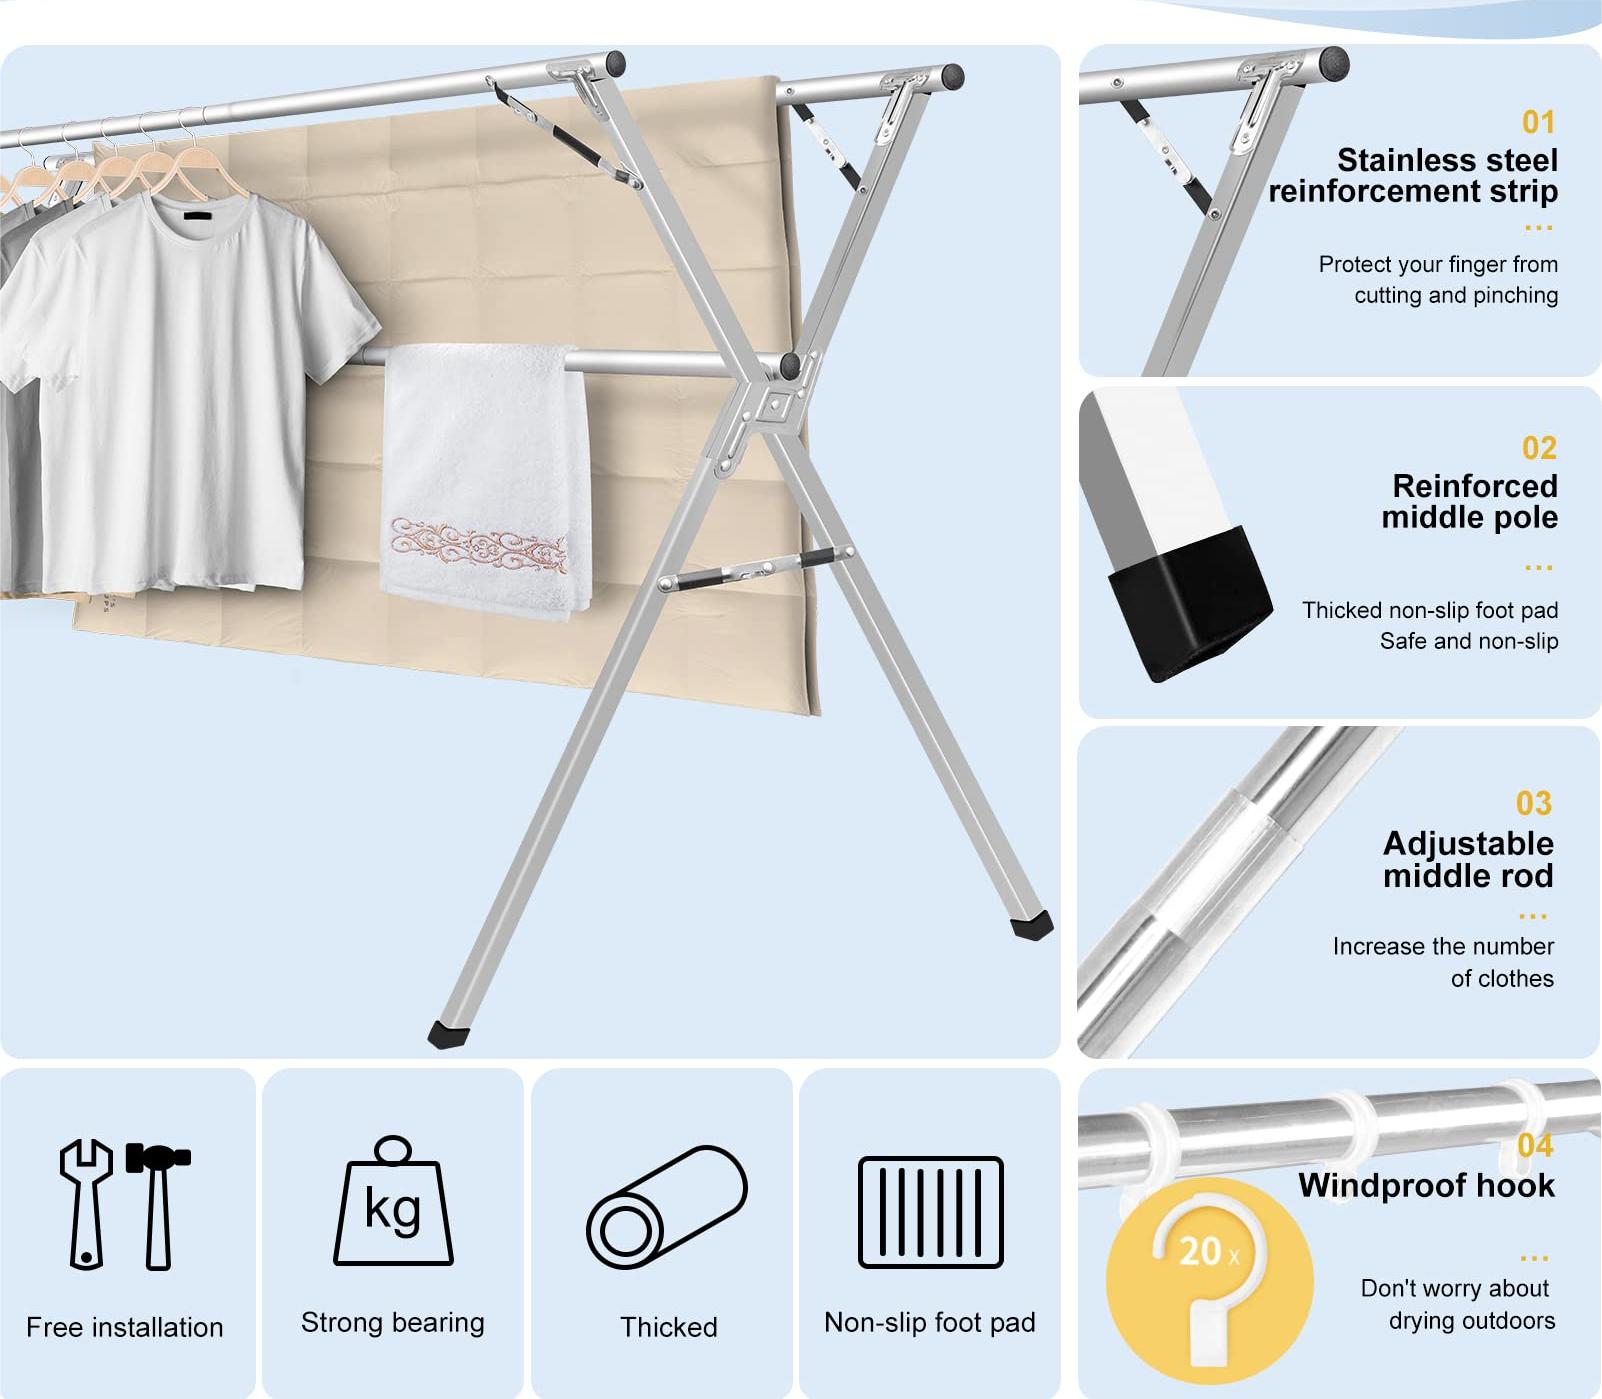 01
Stainless steel
reinforcement strip
...
Protect your finger from
cutting and pinching
02
Reinforced
middle pole
...
Thicked non-slip foot pad
Safe and non-slip
03
Adjustable
middle rod
...
Increase the number
of clothes
kg
Free installation
Strong bearing
Thicked
Non-slip foot pad
04
Windproof hook
20 x
...
Don't worry about
drying outdoors